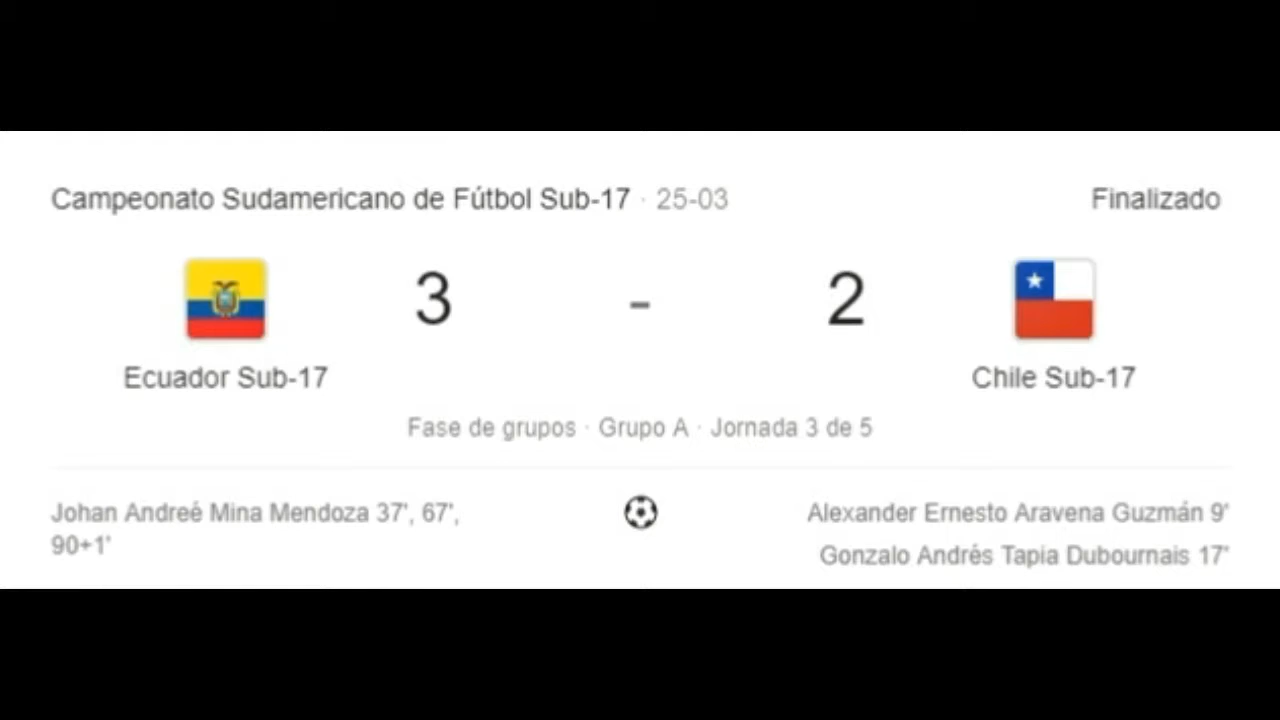 Campeonato Sudamericano de Fútbol Sub-17 · 25-03
Finalizado
3 - 2
Ecuador Sub-17
Chile Sub-17
Fase de grupos · Grupo A · Jornada 3 de 5
Johan Andreé Mina Mendoza 37', 67',
90+1'
Alexander Ernesto Aravena Guzmán 9'
Gonzalo Andrés Tapia Dubournais 17'